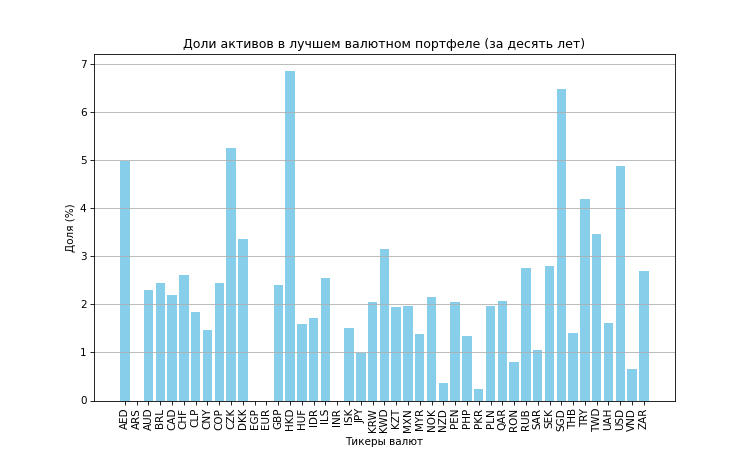 Доли активов в лучшем валютном портфеле (за десять лет)
7
6
5
4
3
2
1
0
Доля (%)
AED ARS AUD BRL CAD CHF CLP CNY COP CZK DKK EGP EUR GBP HKD HUF IDR ILS INR ISK JPY KRW KWD KZT MXN MYR NOK NZD PEN PHP PKR PLN QAR RON RUB SAR SEK SGD THB TRY TWD UAH USD VND ZAR
Тикеры валют